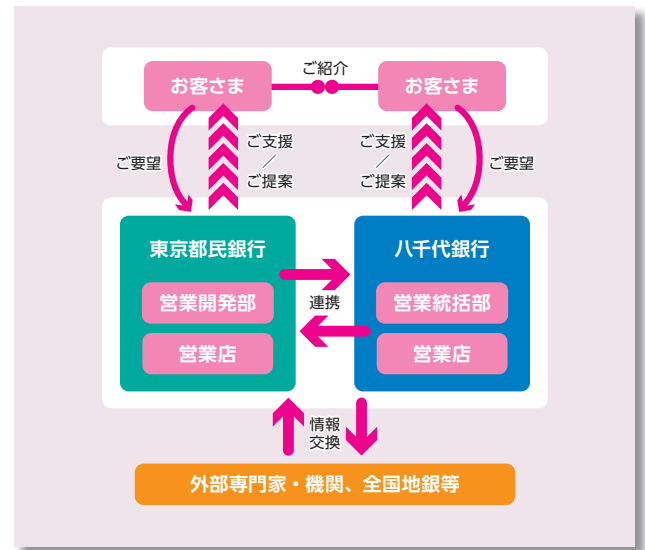 ご紹介
お客さま
お客さま
ご要望
ご支援
／
ご提案
ご支援
／
ご提案
ご要望
東京都民銀行
八千代銀行
営業開発部
連携
営業統括部
営業店
営業店
情報
交換
外部専門家・機関、全国地銀等